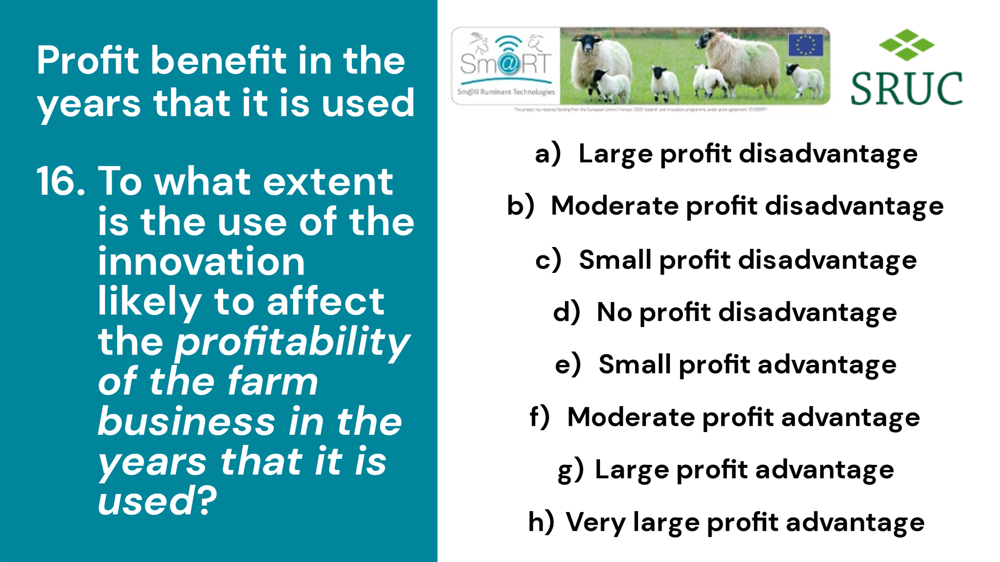 Profit benefit in the
years that it is used
16. To what extent
is the use of the
innovation
likely to affect
the profitability
of the farm
business in the
years that it is
used?
Sm@RT
Sm@ll Ruminant Technologies
This project has received funding from the European Union's Horizon 2020 research and innovation programme, under grant agreement
SRUC
a) Large profit disadvantage
b) Moderate profit disadvantage
c) Small profit disadvantage
d) No profit disadvantage
e) Small profit advantage
f) Moderate profit advantage
g) Large profit advantage
h) Very large profit advantage